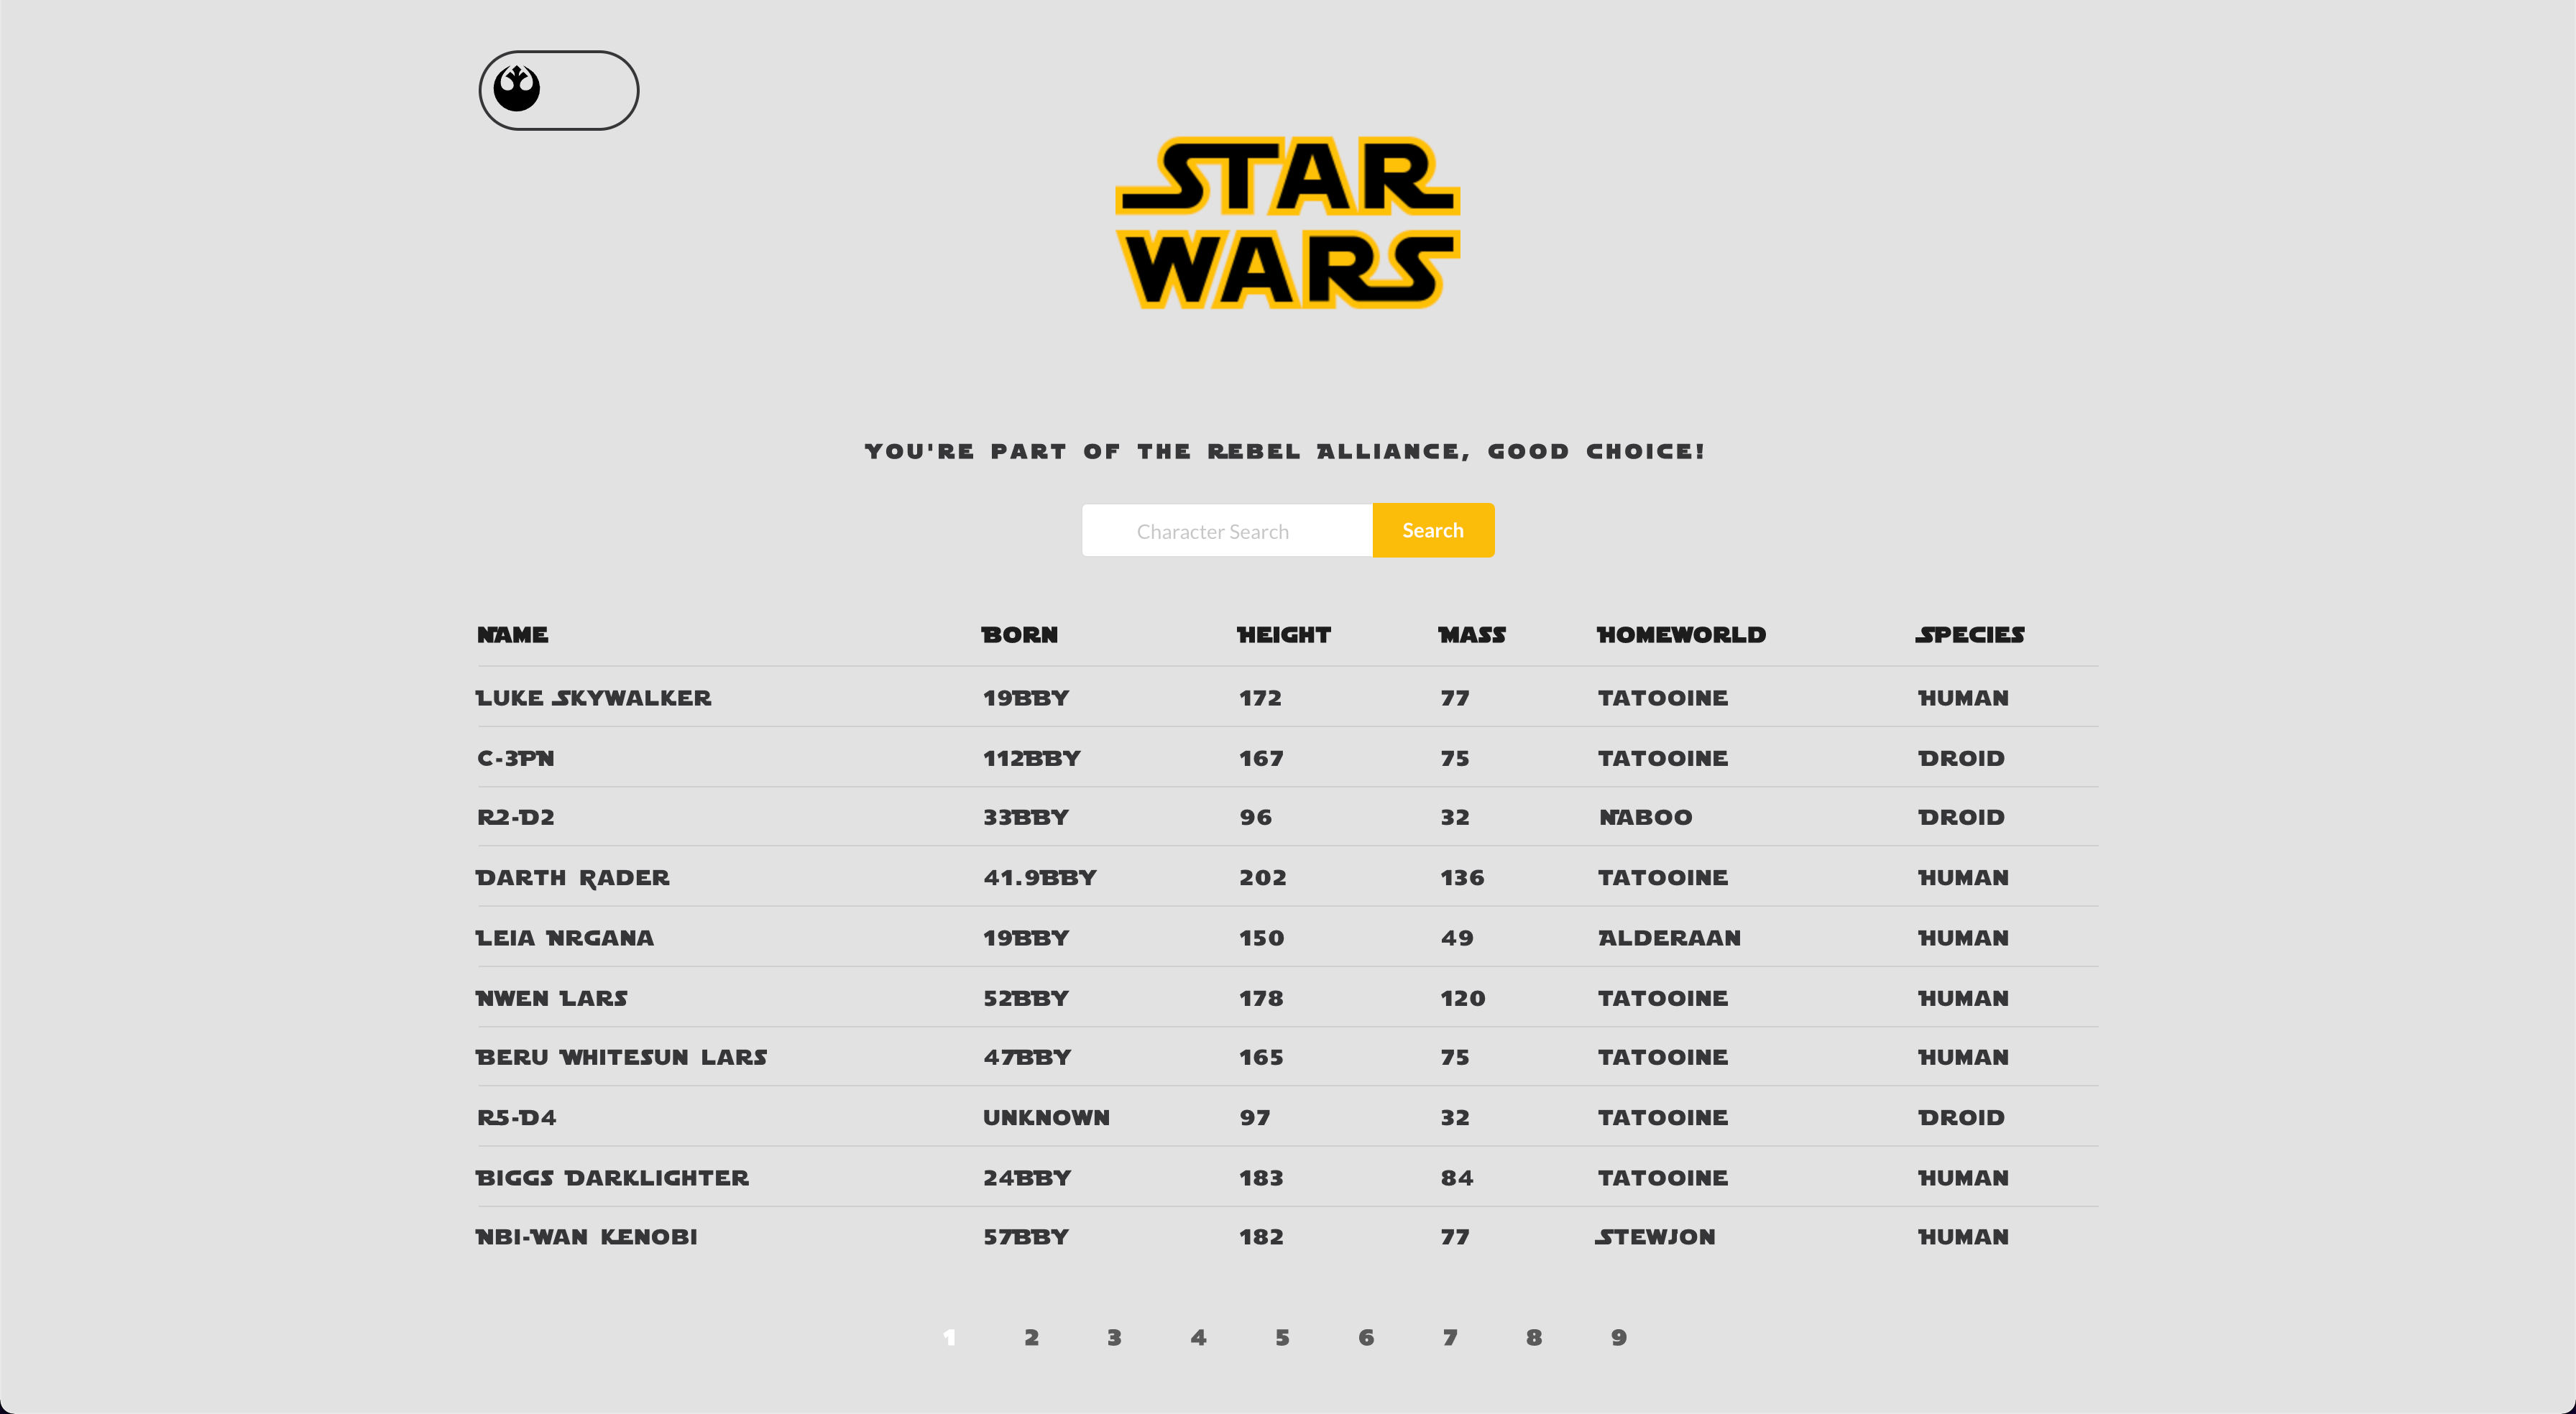 STAR
WARS
You're part of the Rebel Alliance, good choice!
Character Search Search
Name Born Height Mass Homeworld Species
Luke Skywalker 19BBY 172 77 Tatooine Human
C-3PN 112BBY 167 75 Tatooine Droid
R2-D2 33BBY 96 32 Naboo Droid
Darth Rader 41.9BBY 202 136 Tatooine Human
Leia Nrgana 19BBY 150 49 Alderaan Human
Nwen Lars 52BBY 178 120 Tatooine Human
Beru Whitesun lars 47BBY 165 75 Tatooine Human
R5-D4 unknown 97 32 Tatooine Droid
Biggs Darklighter 24BBY 183 84 Tatooine Human
Nbi-Wan Kenobi 57BBY 182 77 Stewjon Human
1 2 3 4 5 6 7 8 9